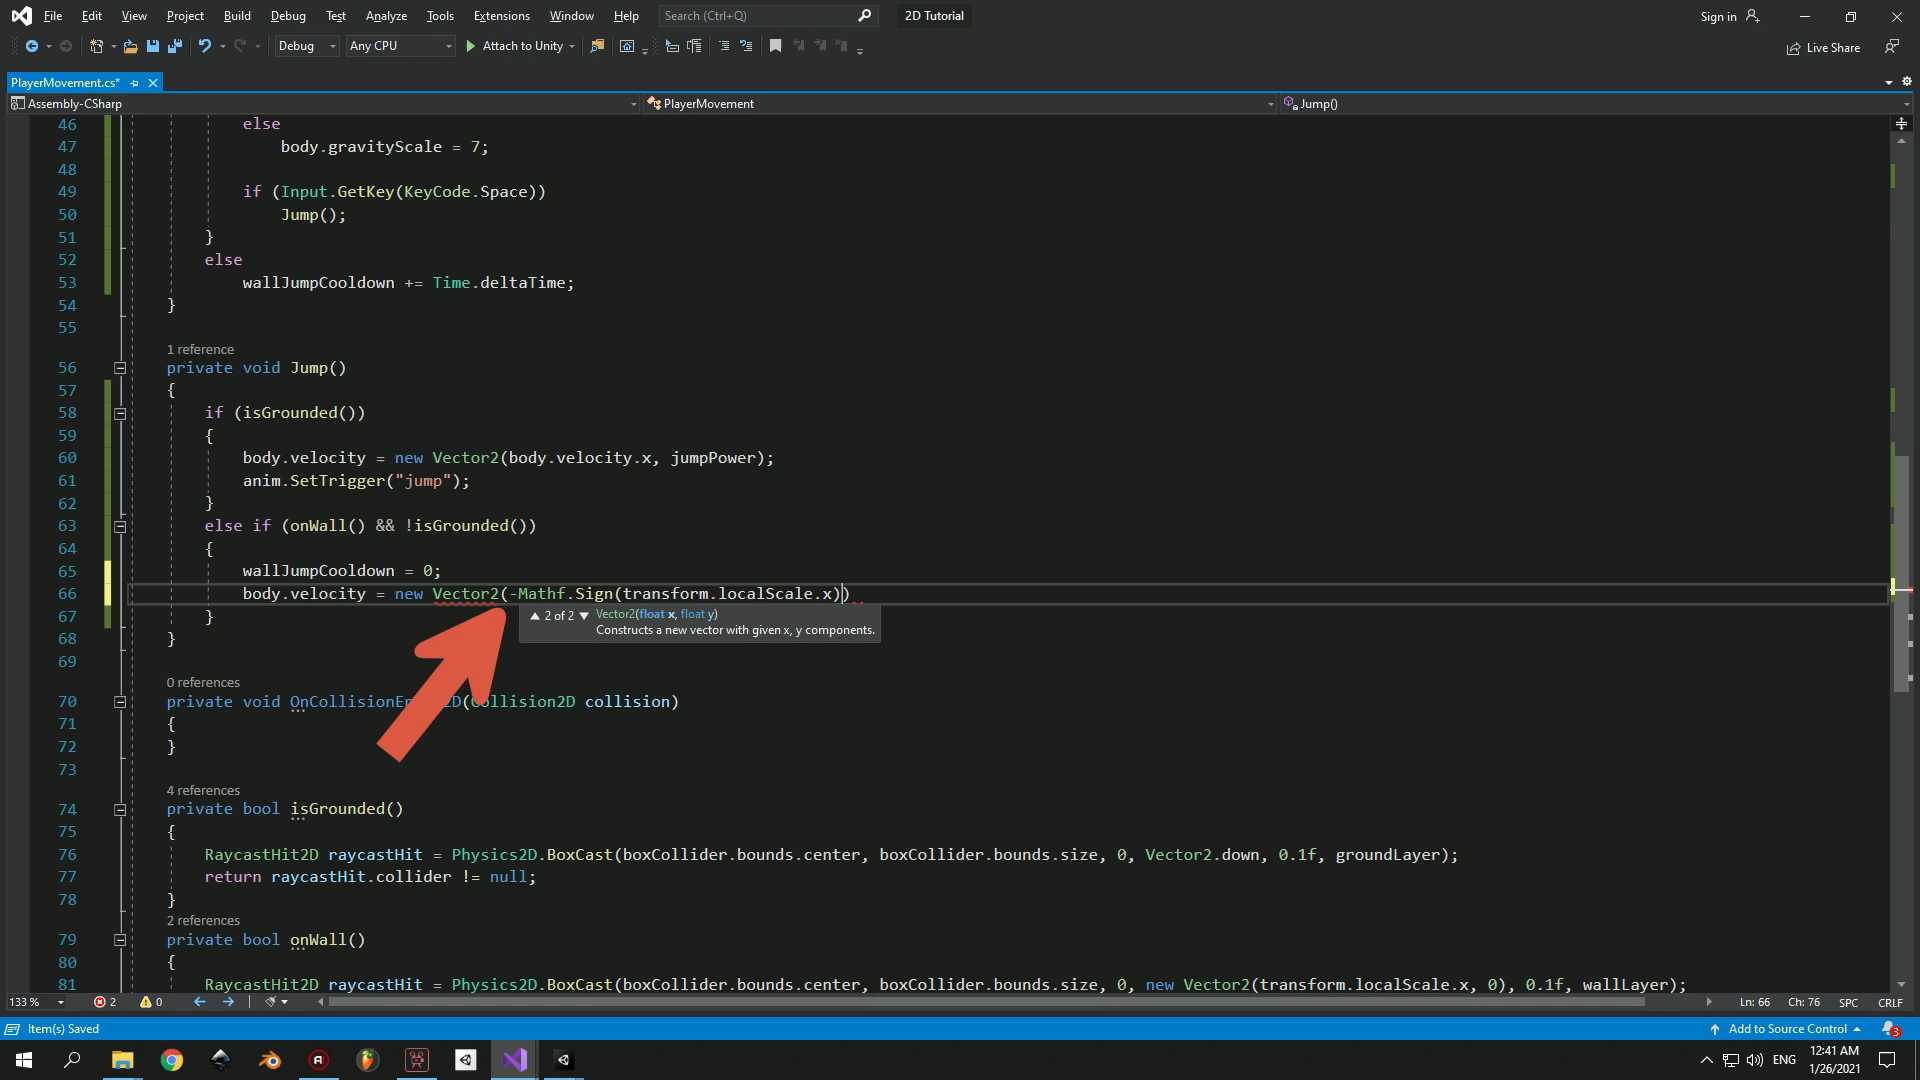 File Edit View Project Build Debug Test Analyze Tools Extensions Window Help Search (Ctrl+Q) 2D Tutorial Sign in
Debug Any CPU Attach to Unity Live Share
PlayerMovement.cs*
Assembly-CSharp PlayerMovement Jump()
46 else
47 body.gravityScale = 7;
48
49 if (Input.GetKey(KeyCode.Space))
50 Jump();
51 }
52 else
53 wallJumpCooldown += Time.deltaTime;
54 }
55
1 reference
56 private void Jump()
57 {
58 if (isGrounded())
59 {
60 body.velocity = new Vector2(body.velocity.x, jumpPower);
61 anim.SetTrigger("jump");
62 }
63 else if (onWall() && !isGrounded())
64 {
65 wallJumpCooldown = 0;
66 body.velocity = new Vector2(-Mathf.Sign(transform.localScale.x))
67 }
2 of 2 Vector2(float x, float y)
Constructs a new vector with given x, y components.
68 }
69
0 references
70 private void OnCollisionEn 2D(Collision2D collision)
71 {
72 }
73
4 references
74 private bool isGrounded()
75 {
76 RaycastHit2D raycastHit = Physics2D.BoxCast(boxCollider.bounds.center, boxCollider.bounds.size, 0, Vector2.down, 0.1f, groundLayer);
77 return raycastHit.collider != null;
78 }
2 references
79 private bool onWall()
80 {
81 RaycastHit2D raycastHit = Physics2D.BoxCast(boxCollider.bounds.center, boxCollider.bounds.size, 0, new Vector2(transform.localScale.x, 0), 0.1f, wallLayer);
133 % 2 0 Ln: 66 Ch: 76 SPC CRLF
Item(s) Saved Add to Source Control 3
ENG 12:41 AM
1/26/2021